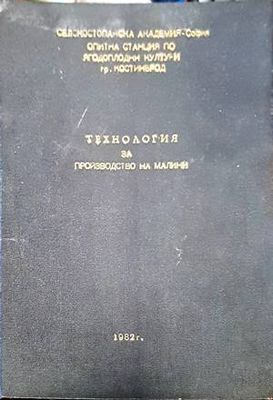 СЕЛСКОСТОПАНСКА АКАДЕМИЯ-София
ОПИТНА СТАНЦИЯ ПО
ЯГОДОПЛОДНИ КУЛТУРИ
гр. КОСТИНБРОД
ТЕХНОЛОГИЯ
ЗА
ПРОИЗВОДСТВО НА МАЛИНИ
1982г.